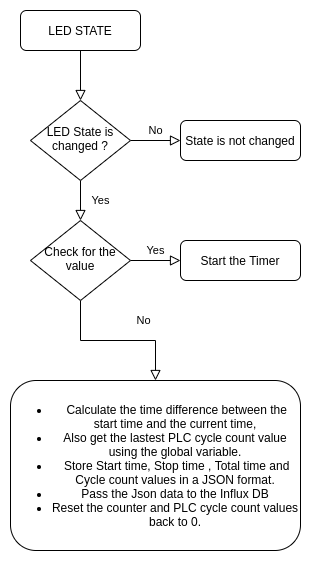 LED STATE
LED State is
changed ?
No
State is not changed
Yes
Check for the
value
Yes
Start the Timer
No
• Calculate the time difference between the
start time and the current time,
• Also get the lastest PLC cycle count value
using the global variable.
• Store Start time, Stop time , Total time and
Cycle count values in a JSON format.
• Pass the Json data to the Influx DB
• Reset the counter and PLC cycle count values
back to 0.